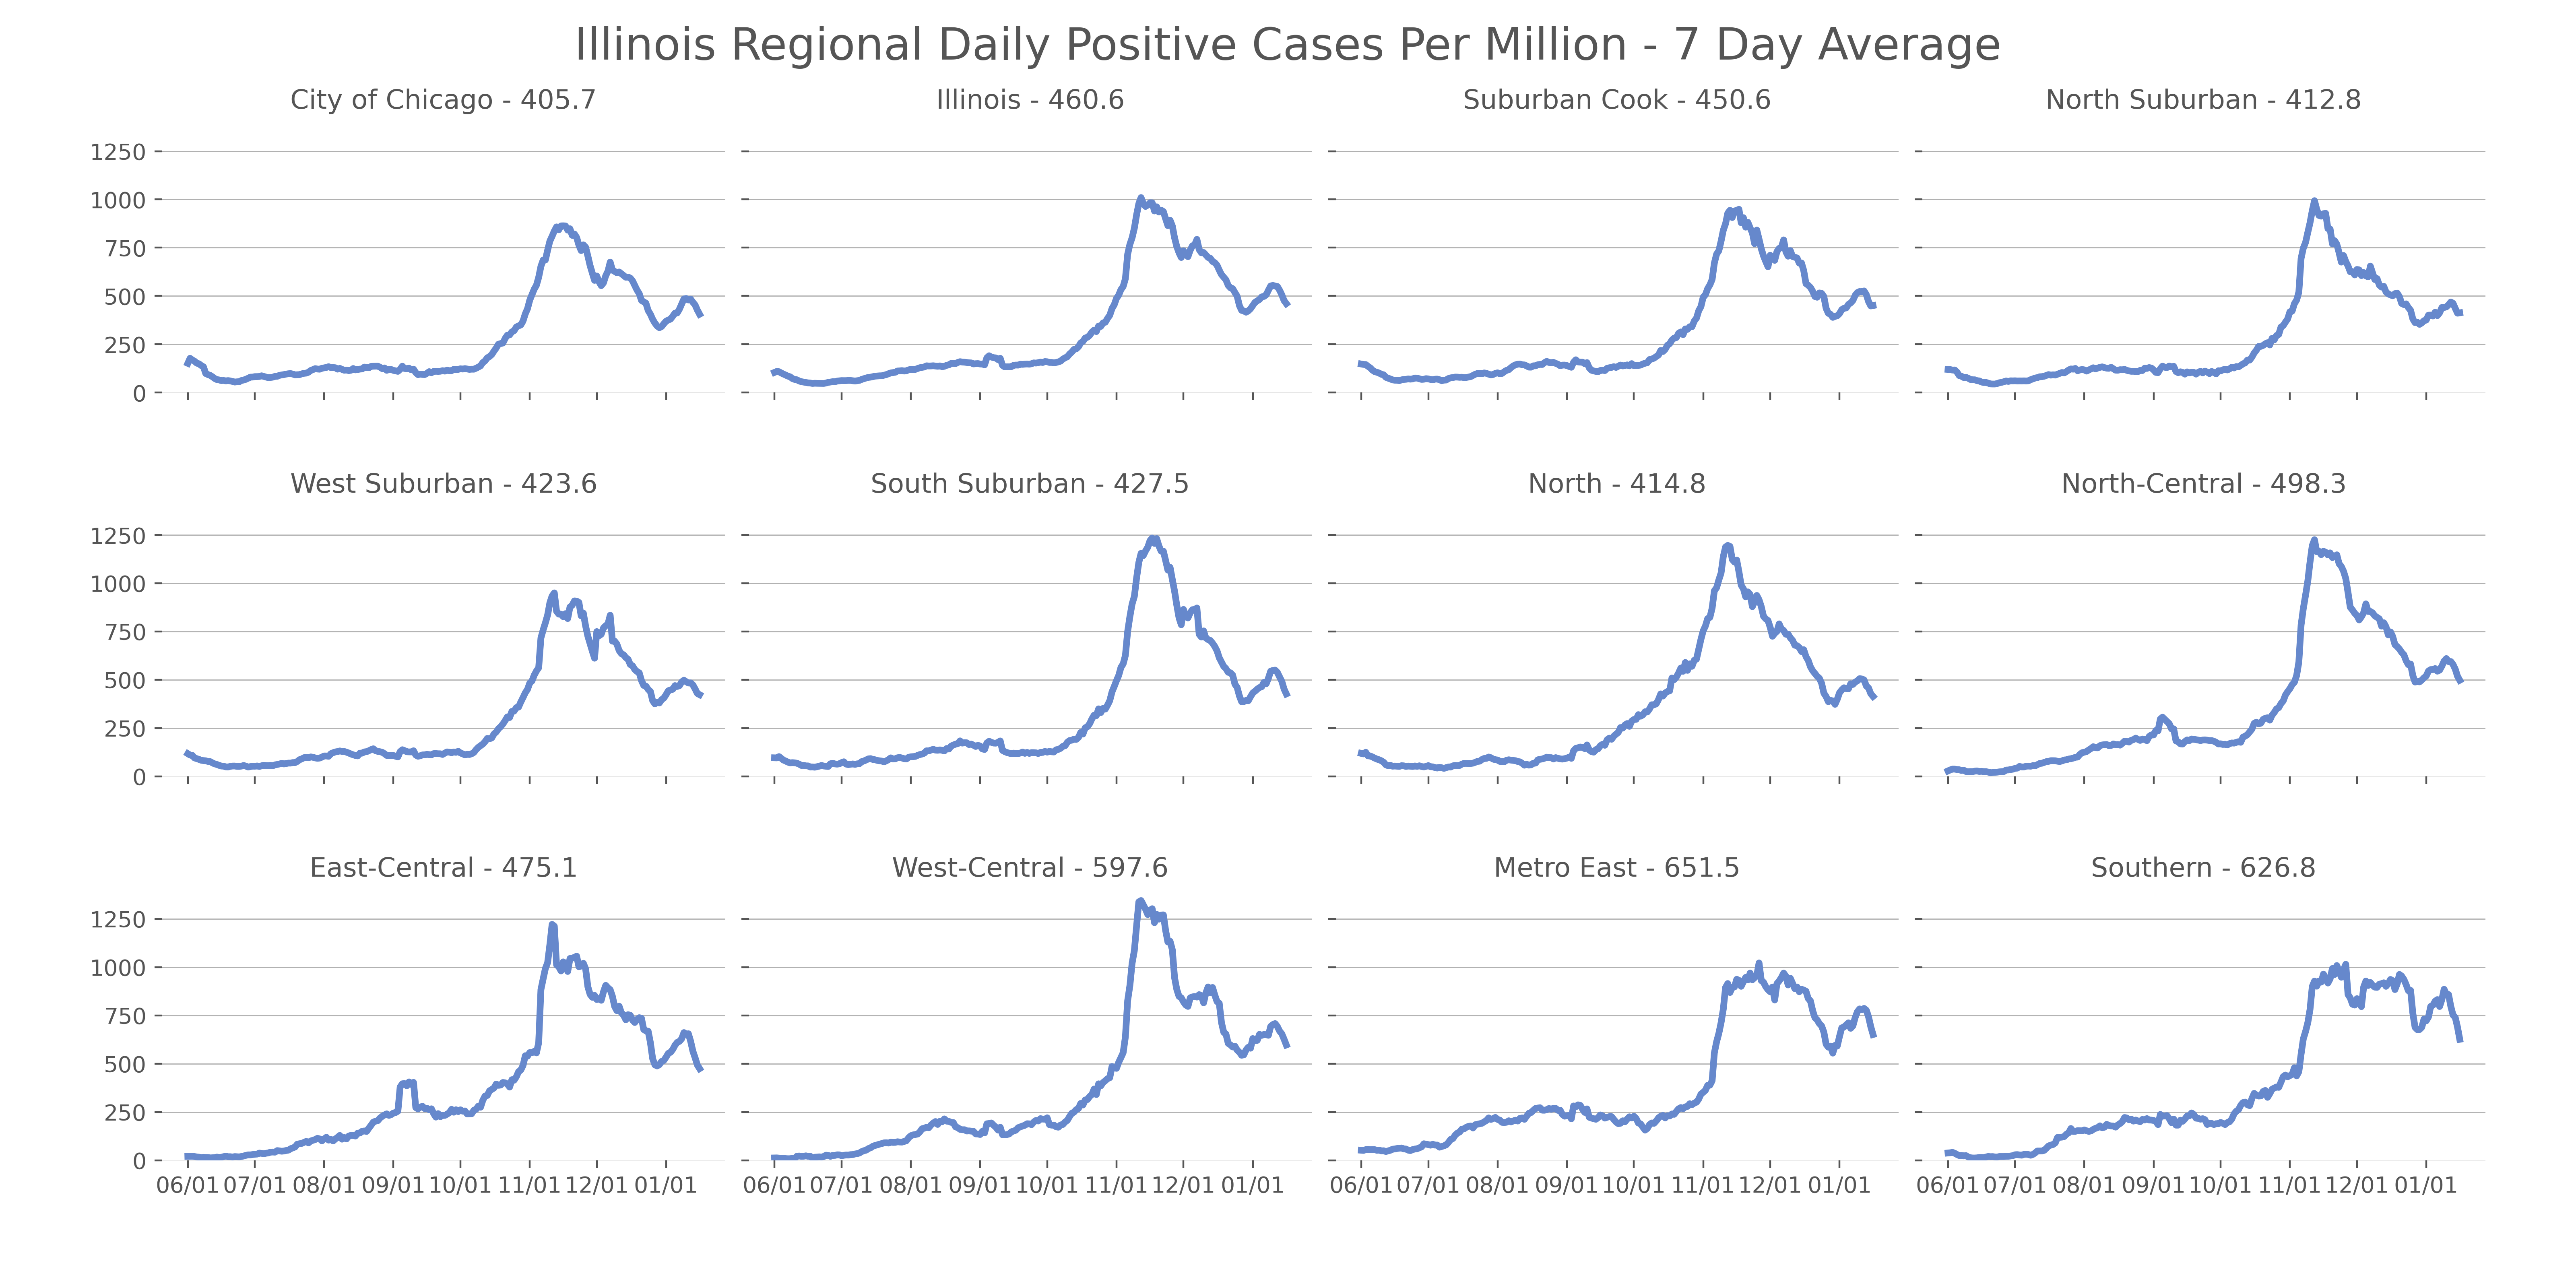 Illinois Regional Daily Positive Cases Per Million - 7 Day Average
City of Chicago - 405.7
Illinois - 460.6
Suburban Cook - 450.6
North Suburban - 412.8
1250
1000
750
500
250
0
West Suburban - 423.6
South Suburban - 427.5
North - 414.8
North-Central - 498.3
1250
1000
750
500
250
0
East-Central - 475.1
West-Central - 597.6
Metro East - 651.5
Southern - 626.8
1250
1000
750
500
250
0
06/01 07/01 08/01 09/01 10/01 11/01 12/01 01/01
06/01 07/01 08/01 09/01 10/01 11/01 12/01 01/01
06/01 07/01 08/01 09/01 10/01 11/01 12/01 01/01
06/01 07/01 08/01 09/01 10/01 11/01 12/01 01/01